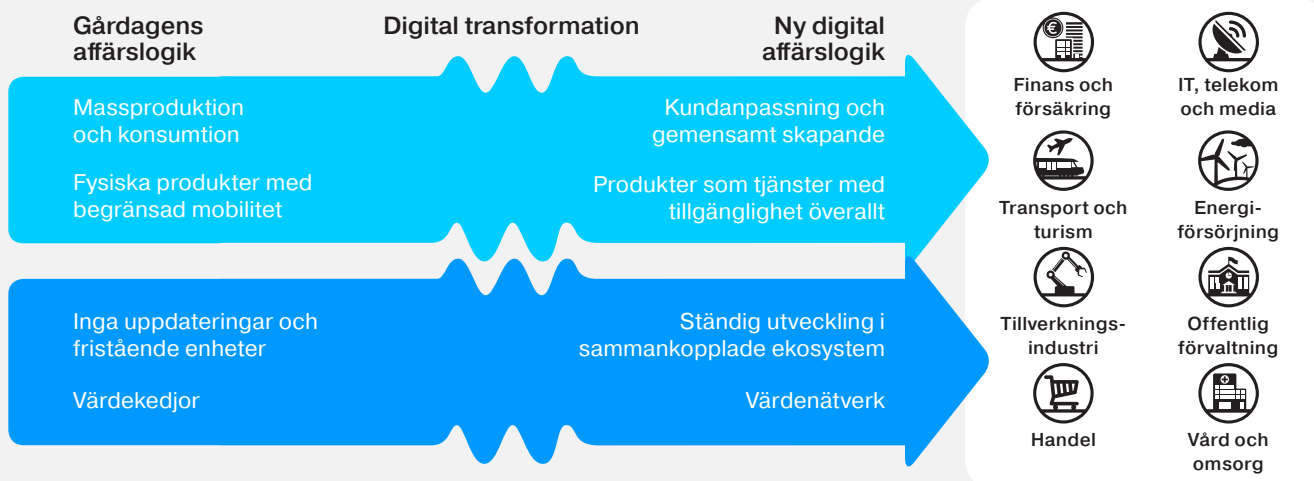 Gårdagens
affärslogik
Digital transformation
Ny digital
affärslogik
Massproduktion
och konsumtion
Kundanpassning och
gemensamt skapande
Fysiska produkter med
begränsad mobilitet
Produkter som tjänster med
tillgänglighet överallt
Inga uppdateringar och
fristående enheter
Ständig utveckling i
sammankopplade ekosystem
Värdekedjor
Värdenätverk
Finans och
försäkring
IT, telekom
och media
Transport och
turism
Energi-
försörjning
Tillverknings-
industri
Offentlig
förvaltning
Handel
Vård och
omsorg